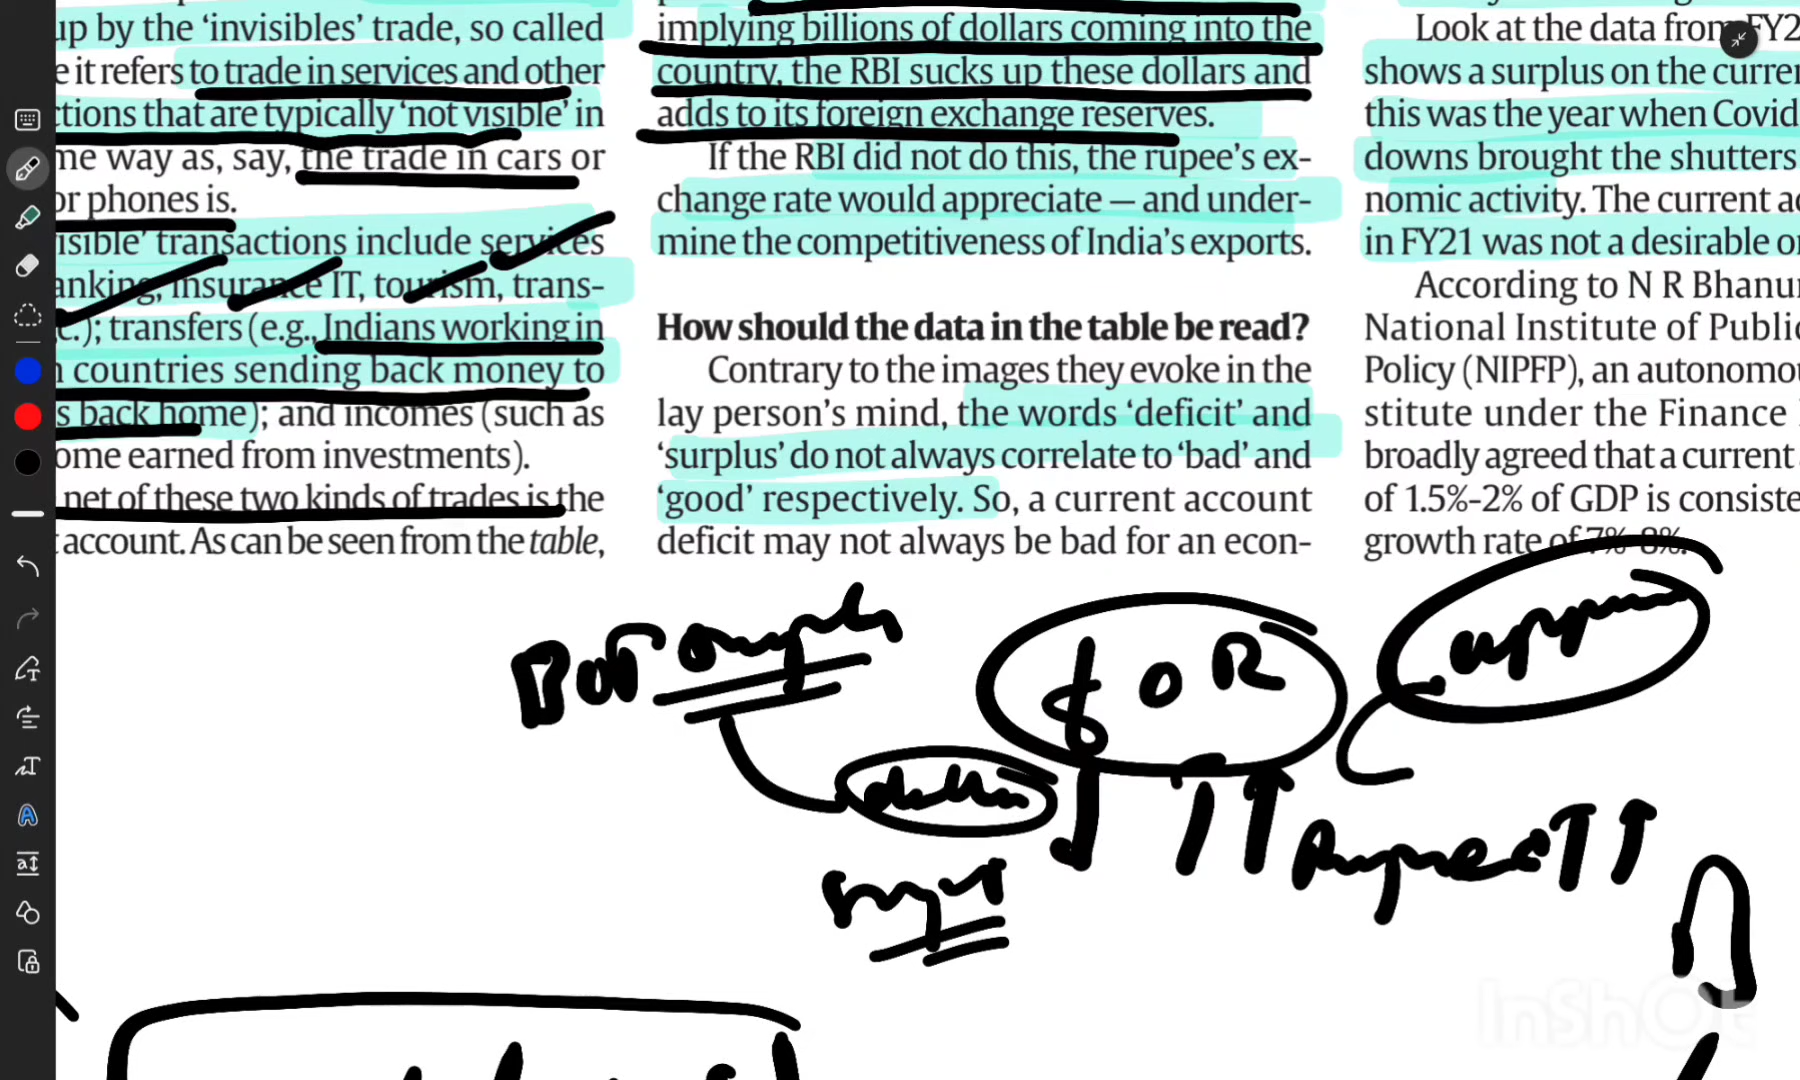 up by the ‘invisibles’ trade, so called
e it refers to trade in services and other
ctions that are typically ‘not visible’ in
me way as, say, the trade in cars or
or phones is.
isible’ transactions include services
anking, insurance IT, tourism, trans-
c.); transfers (e.g., Indians working in
n countries sending back money to
s back home); and incomes (such as
ome earned from investments).
net of these two kinds of trades is the
t account. As can be seen from the table,
implying billions of dollars coming into the
country, the RBI sucks up these dollars and
adds to its foreign exchange reserves.
If the RBI did not do this, the rupee’s ex-
change rate would appreciate — and under-
mine the competitiveness of India’s exports.
How should the data in the table be read?
Contrary to the images they evoke in the
lay person’s mind, the words ‘deficit’ and
‘surplus’ do not always correlate to ‘bad’ and
‘good’ respectively. So, a current account
deficit may not always be bad for an econ-
Look at the data from FY2
shows a surplus on the curren
this was the year when Covid
downs brought the shutters
nomic activity. The current ac
in FY21 was not a desirable o
According to N R Bhanu
National Institute of Public
Policy (NIPFP), an autonomou
stitute under the Finance
broadly agreed that a current
of 1.5%-2% of GDP is consiste
growth rate of 7%-8%.
BOP
$ R
InShOt